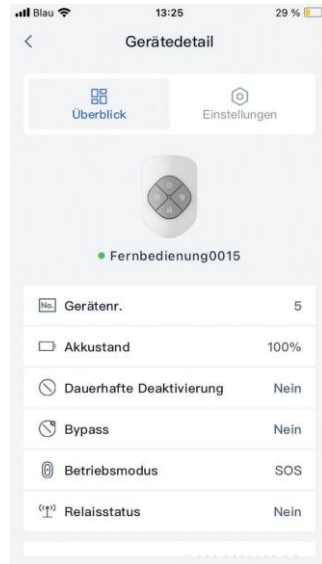 Blau 13:25 29 %
Gerätedetail
Überblick Einstellungen
Fernbedienung0015
No. Gerätenr. 5
Akkustand 100%
Dauerhafte Deaktivierung Nein
Bypass Nein
Betriebsmodus SOS
Relaisstatus Nein